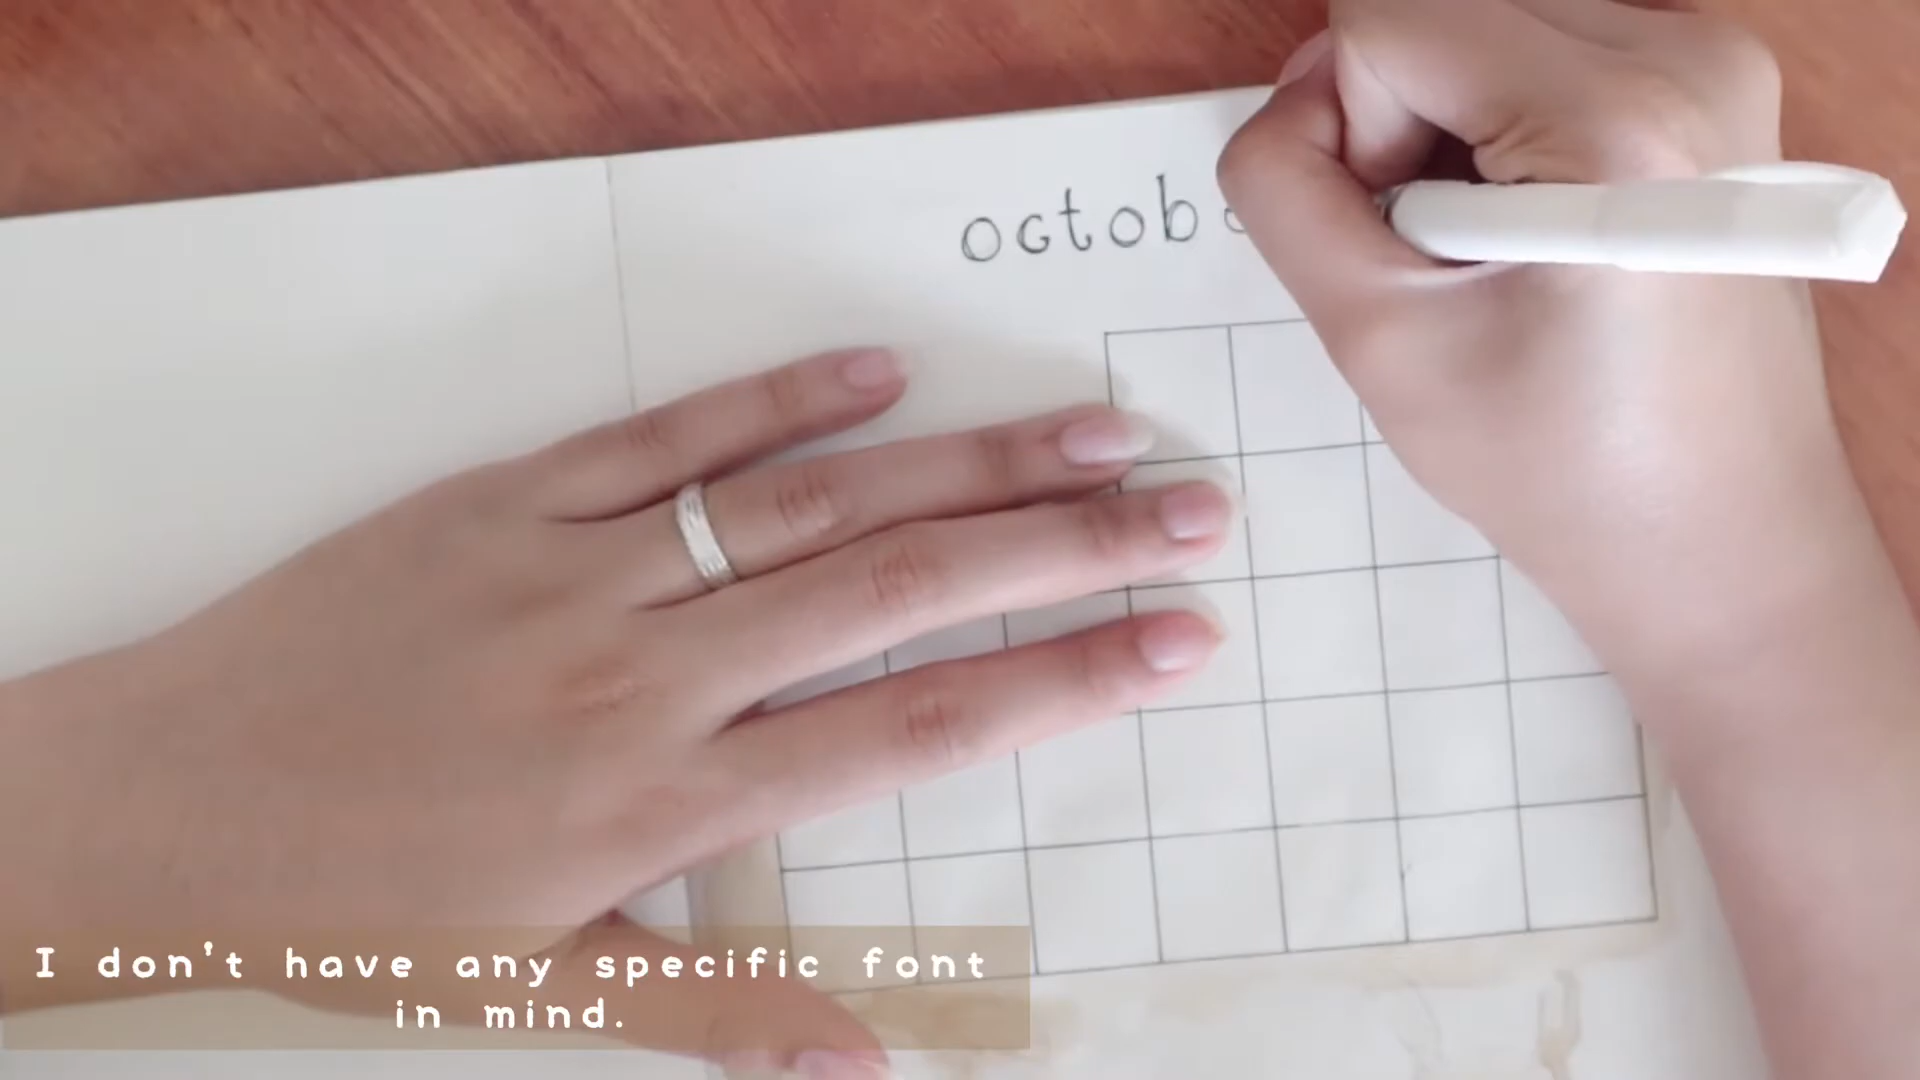 octob
I don't have any specific font
in mind.